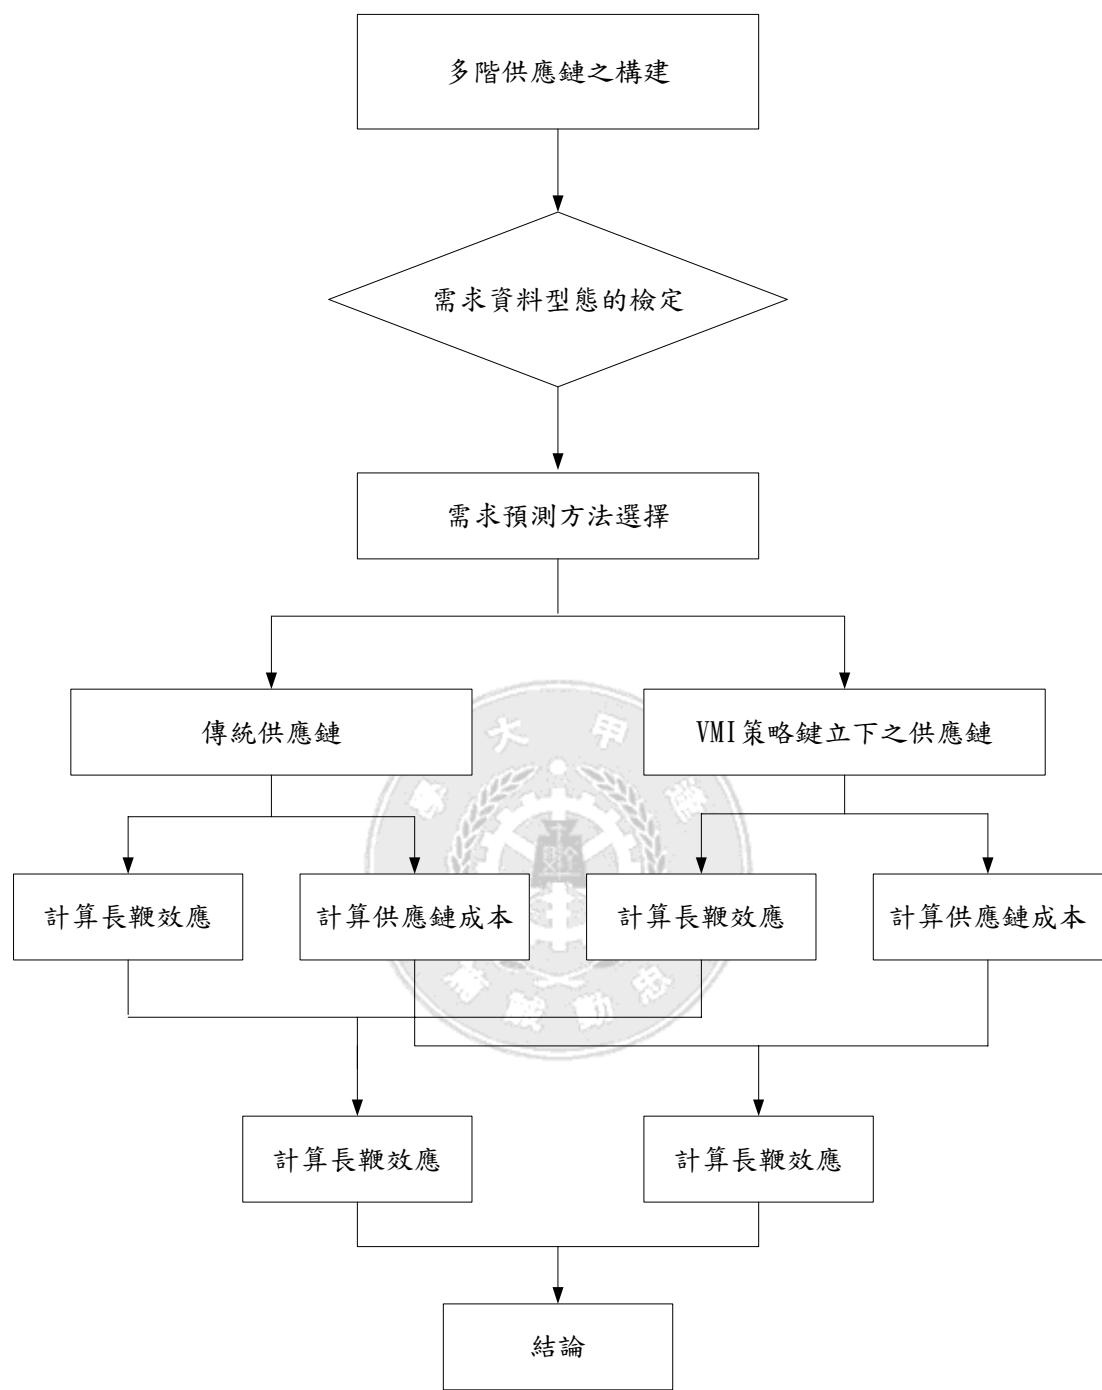 多階供應鏈之構建
需求資料型態的檢定
需求預測方法選擇
傳統供應鏈
VMI策略鍵立下之供應鏈
計算長鞭效應
計算供應鏈成本
計算長鞭效應
計算供應鏈成本
計算長鞭效應
計算長鞭效應
結論